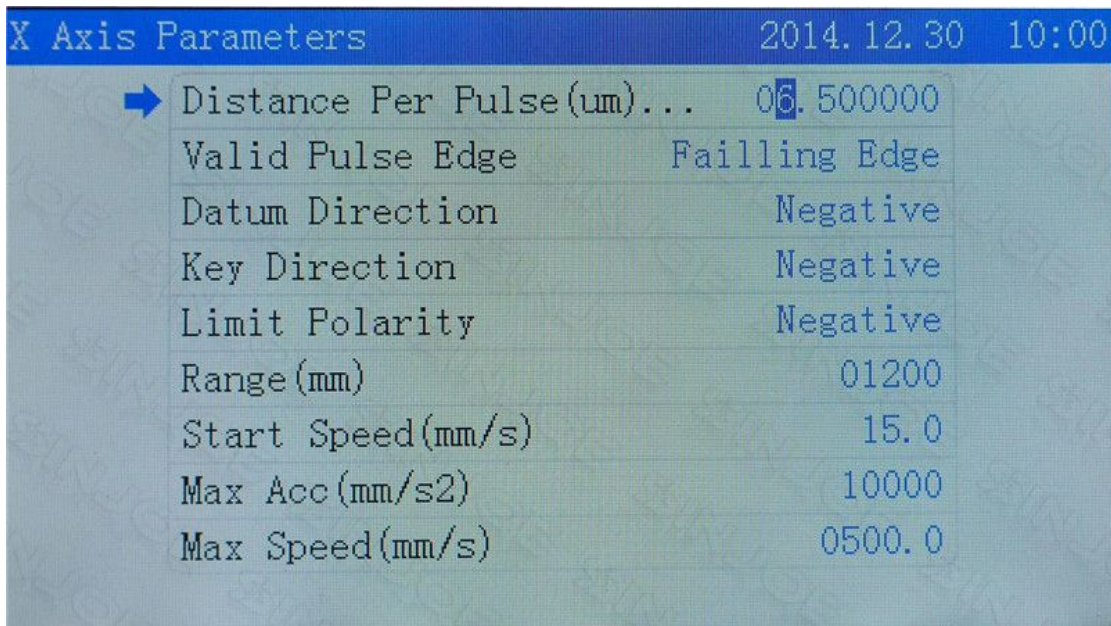 X Axis Parameters 2014.12.30 10:00
Distance Per Pulse(um)... 06.500000
Valid Pulse Edge Failling Edge
Datum Direction Negative
Key Direction Negative
Limit Polarity Negative
Range(mm) 01200
Start Speed(mm/s) 15.0
Max Acc(mm/s2) 10000
Max Speed(mm/s) 0500.0